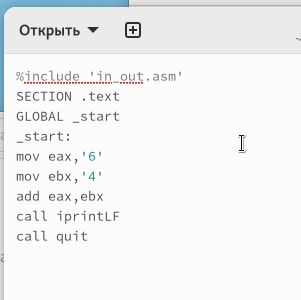 Открыть
%include 'in_out.asm'
SECTION .text
GLOBAL _start
_start:
mov eax,'6'
mov ebx,'4'
add eax,ebx
call iprintLF
call quit